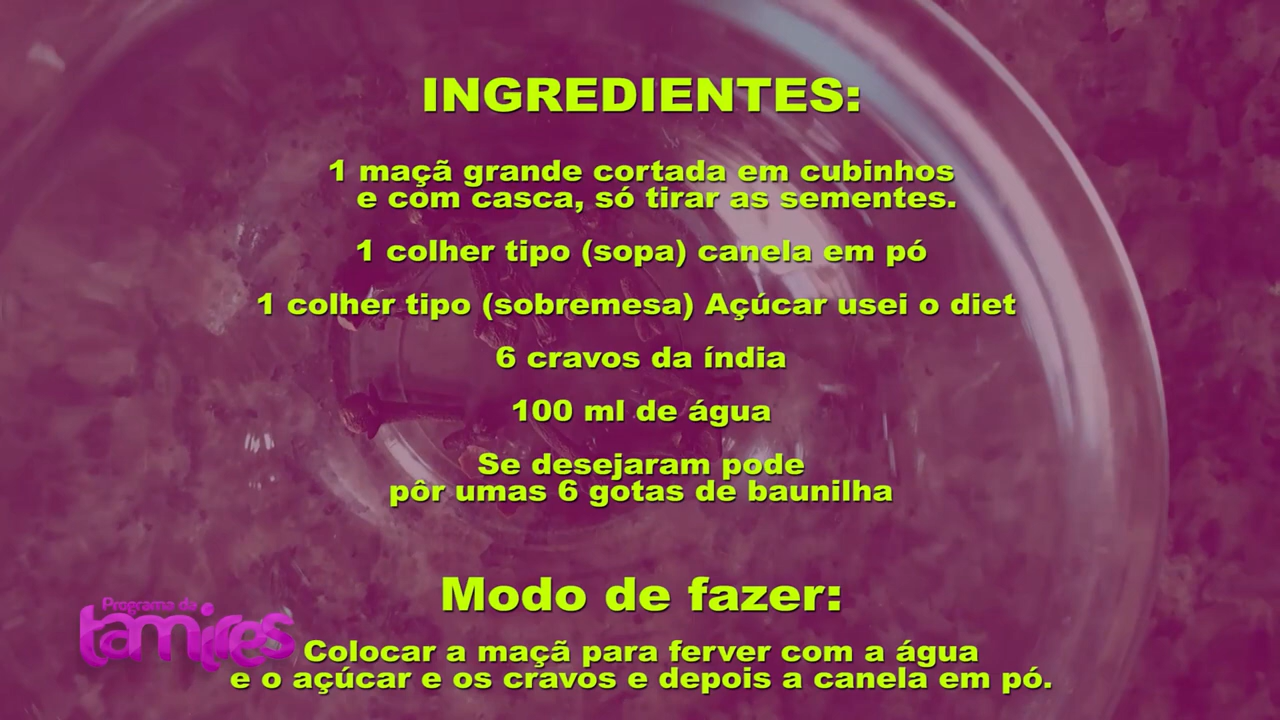 INGREDIENTES:
1 maçã grande cortada em cubinhos
e com casca, só tirar as sementes.
1 colher tipo (sopa) canela em pó
1 colher tipo (sobremesa) Açúcar usei o diet
6 cravos da índia
100 ml de água
Se desejaram pode
pôr umas 6 gotas de baunilha
Modo de fazer:
Programa da
tamires
Colocar a maçã para ferver com a água
e o açúcar e os cravos e depois a canela em pó.